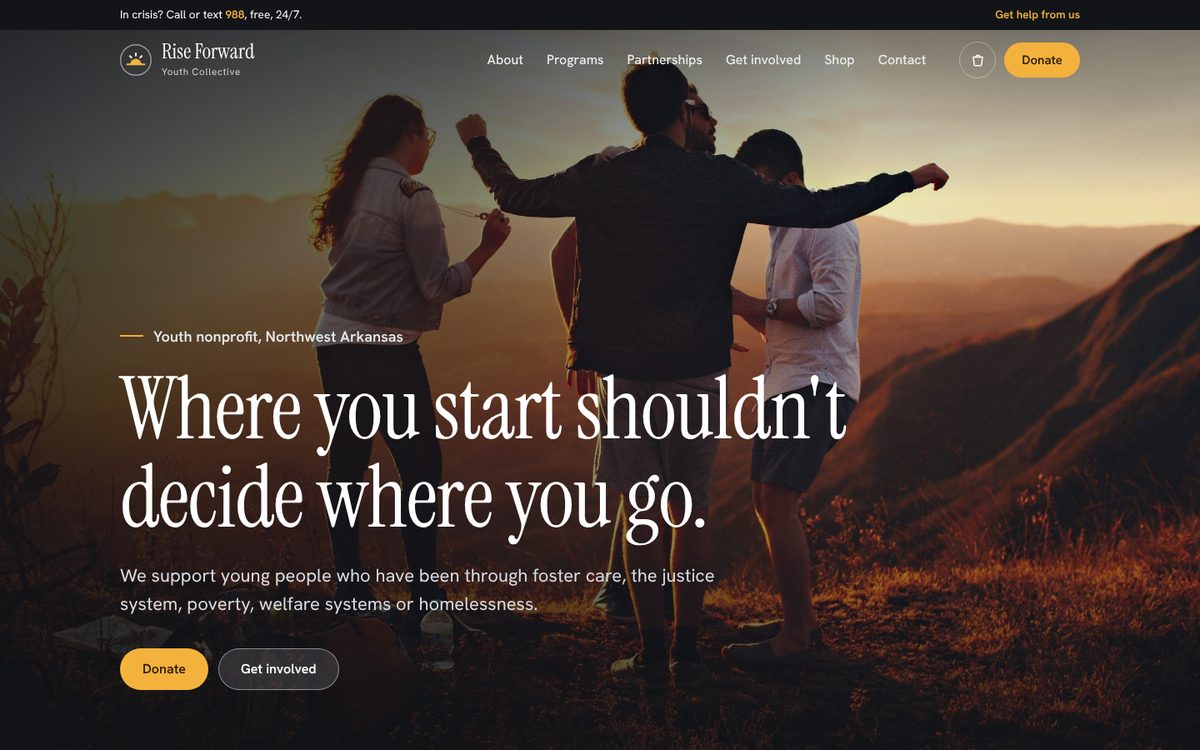 In crisis? Call or text 988, free, 24/7.
Get help from us
Rise Forward
Youth Collective
About
Programs
Partnerships
Get involved
Shop
Contact
Donate
Youth nonprofit, Northwest Arkansas
Where you start shouldn't
decide where you go.
We support young people who have been through foster care, the justice
system, poverty, welfare systems or homelessness.
Donate
Get involved